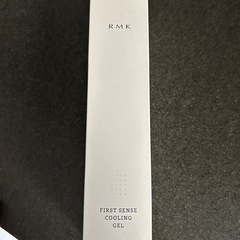 RMK
FIRST SENSE
COOLING
GEL